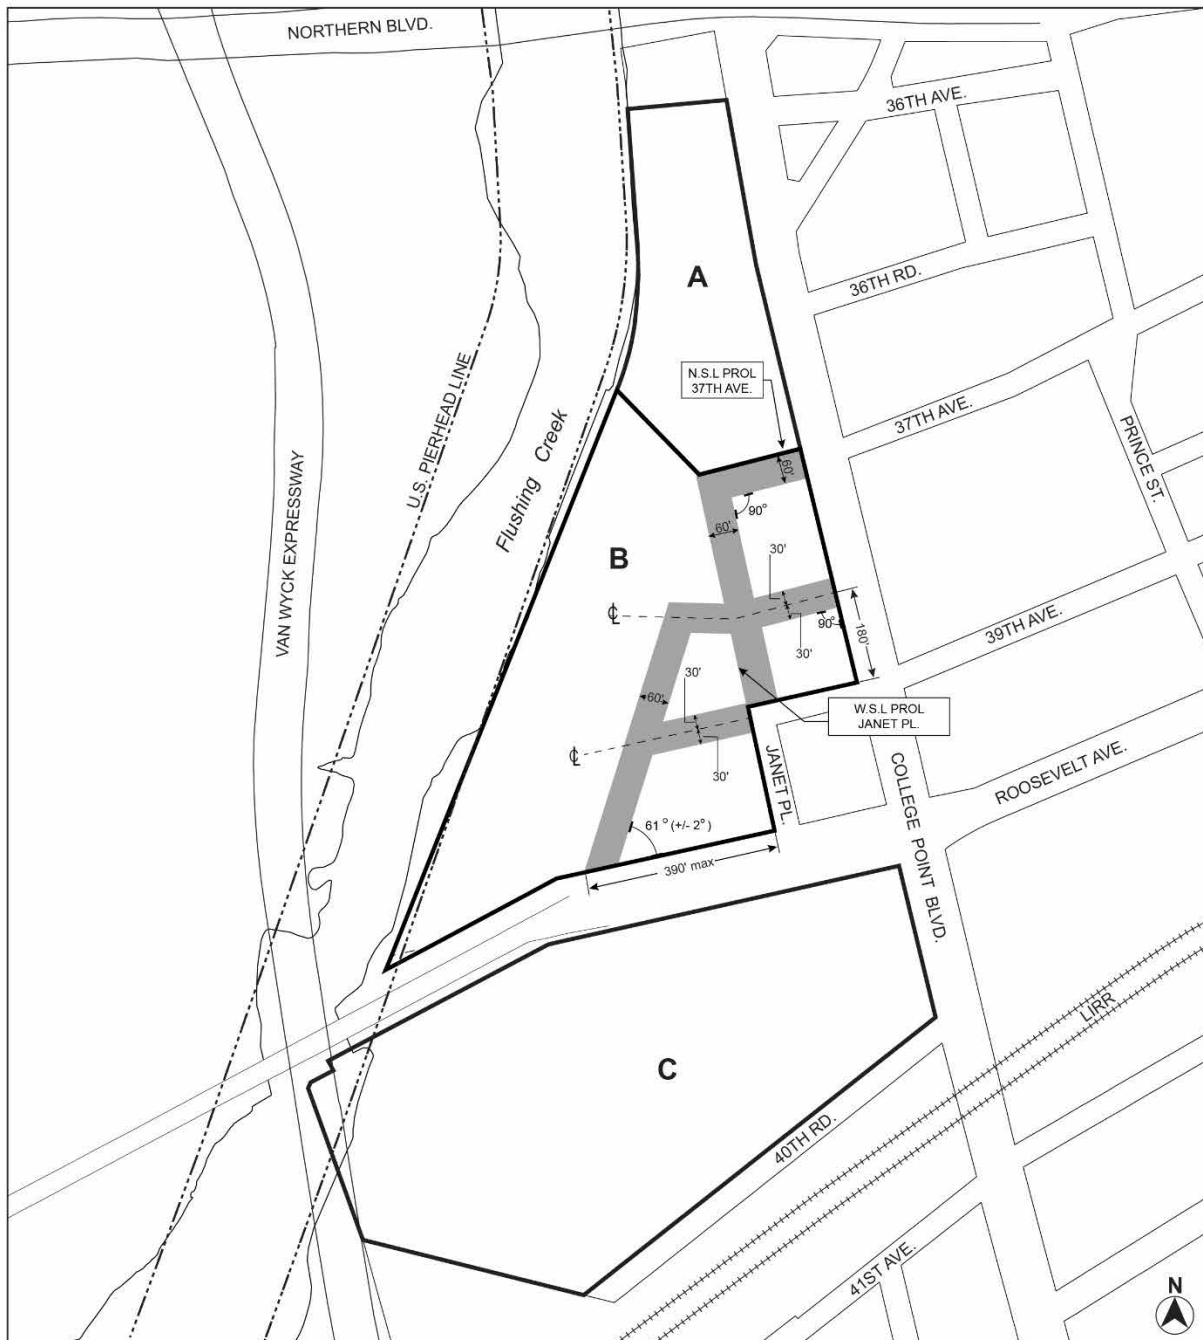 NORTHERN BLVD.
36TH AVE.
A
36TH RD.
U.S. PIERHEAD LINE
N.S.L PROL
37TH AVE.
37TH AVE.
PRINCE ST.
Flushing Creek
60'
90°
60'
VAN WYCK EXPRESSWAY
B
30'
℄
39TH AVE.
90°
180'
30'
30'
60'
W.S.L PROL
JANET PL.
℄
30'
JANET PL.
COLLEGE POINT BLVD.
ROOSEVELT AVE.
61° (+/- 2°)
390' max
LIRR
C
40TH RD.
41ST AVE.
N